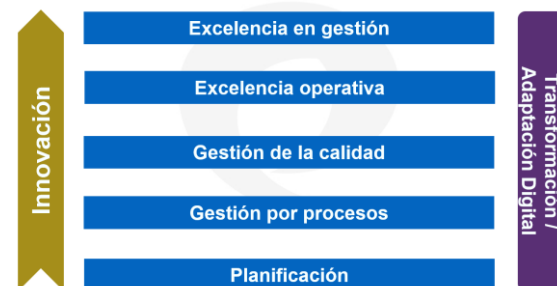 Innovación
Excelencia en gestión
Excelencia operativa
Gestión de la calidad
Gestión por procesos
Planificación
Transformación /
Adaptación Digital